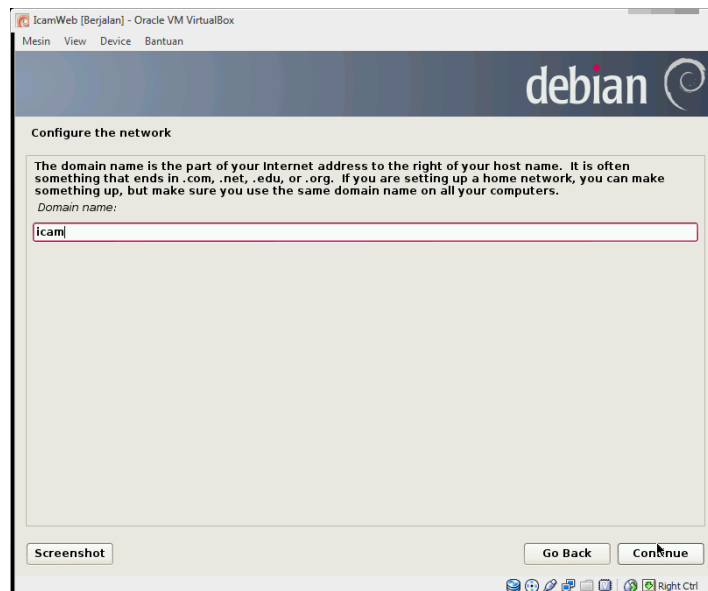 IcamWeb [Berjalan] - Oracle VM VirtualBox
Mesin View Device Bantuan
debian
Configure the network
The domain name is the part of your Internet address to the right of your host name. It is often
something that ends in .com, .net, .edu, or .org. If you are setting up a home network, you can make
something up, but make sure you use the same domain name on all your computers.
Domain name:
icam
Screenshot
Go Back
Continue
Right Ctrl